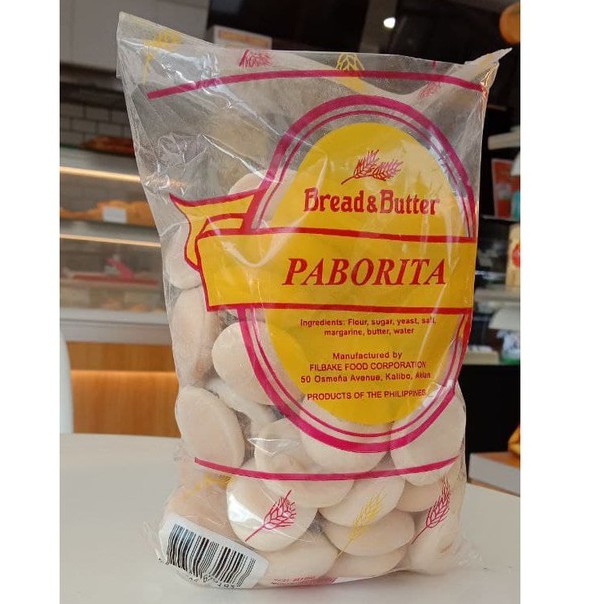 Bread&Butter
PABORITA
Ingredients: Flour, sugar, yeast, salt,
margarine, butter, water
Manufactured by
FILBAKE FOOD CORPORATION
50 Osmeña Avenue, Kalibo, Aklan
PRODUCTS OF THE PHILIPPINES